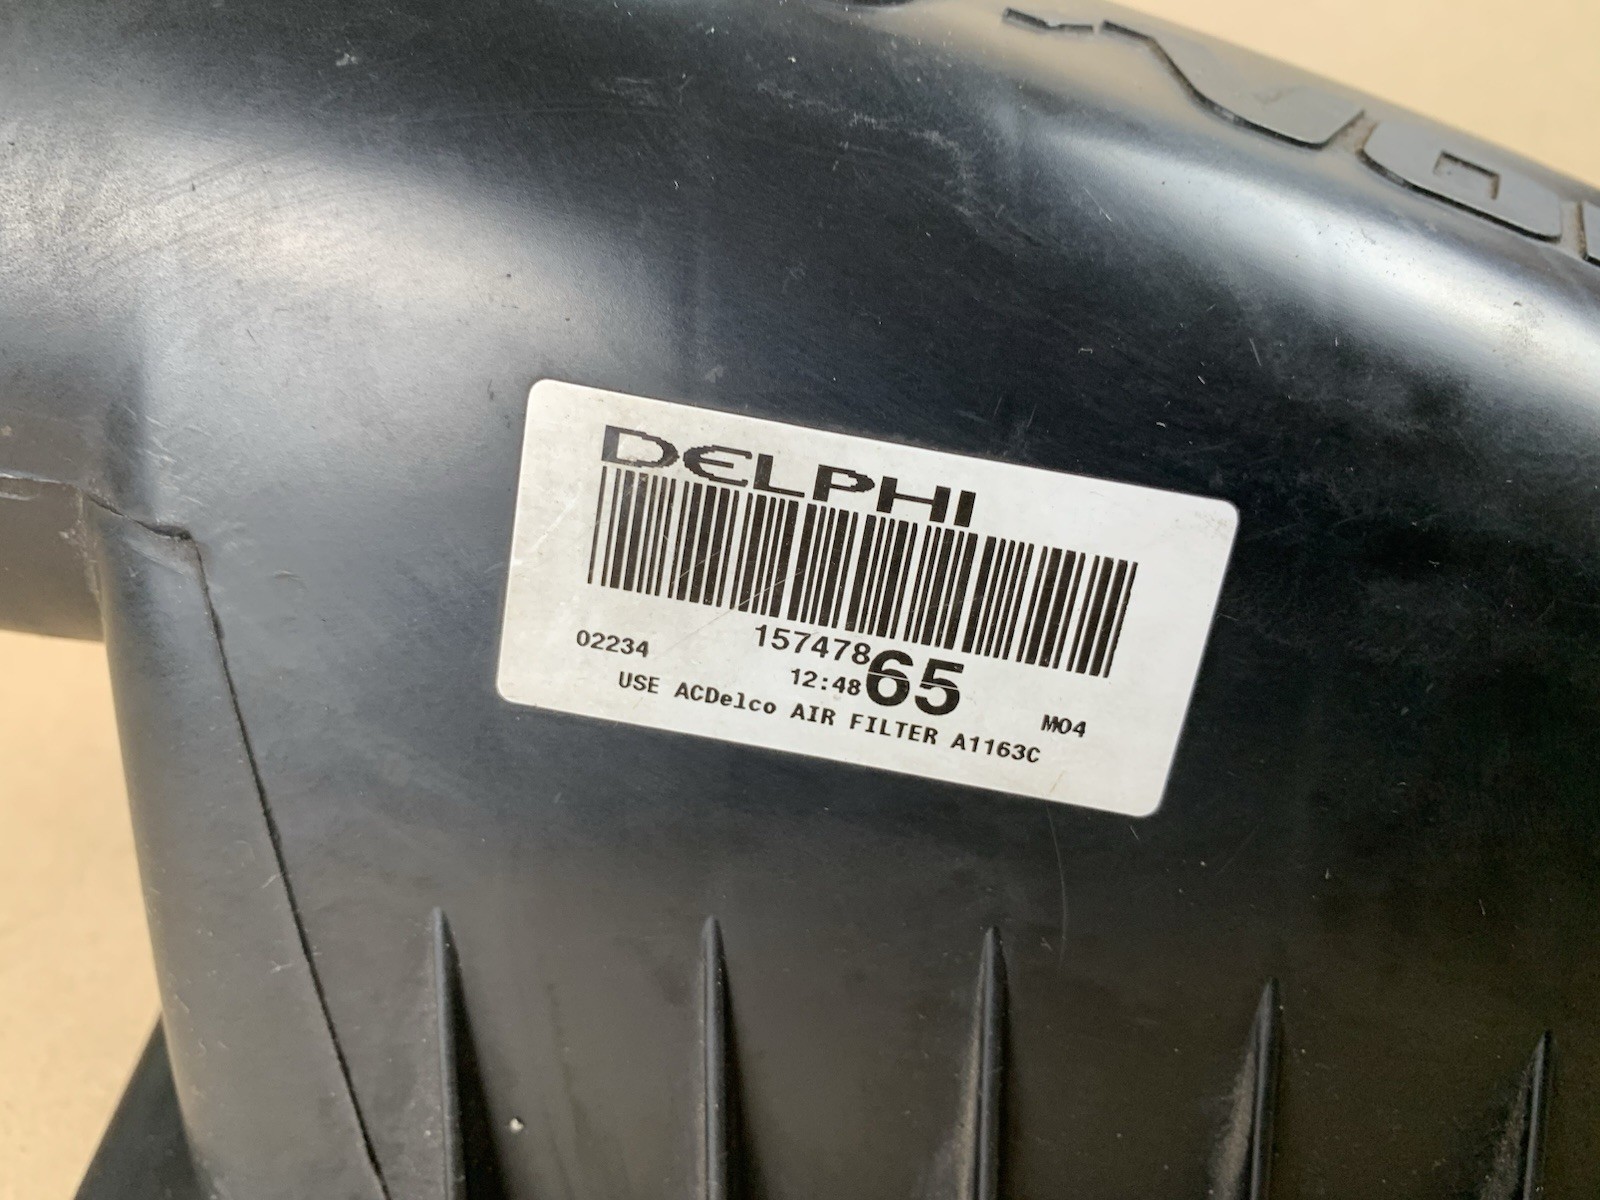 DELPHI
15747865
02234 12:48 M04
USE ACDelco AIR FILTER A1163C